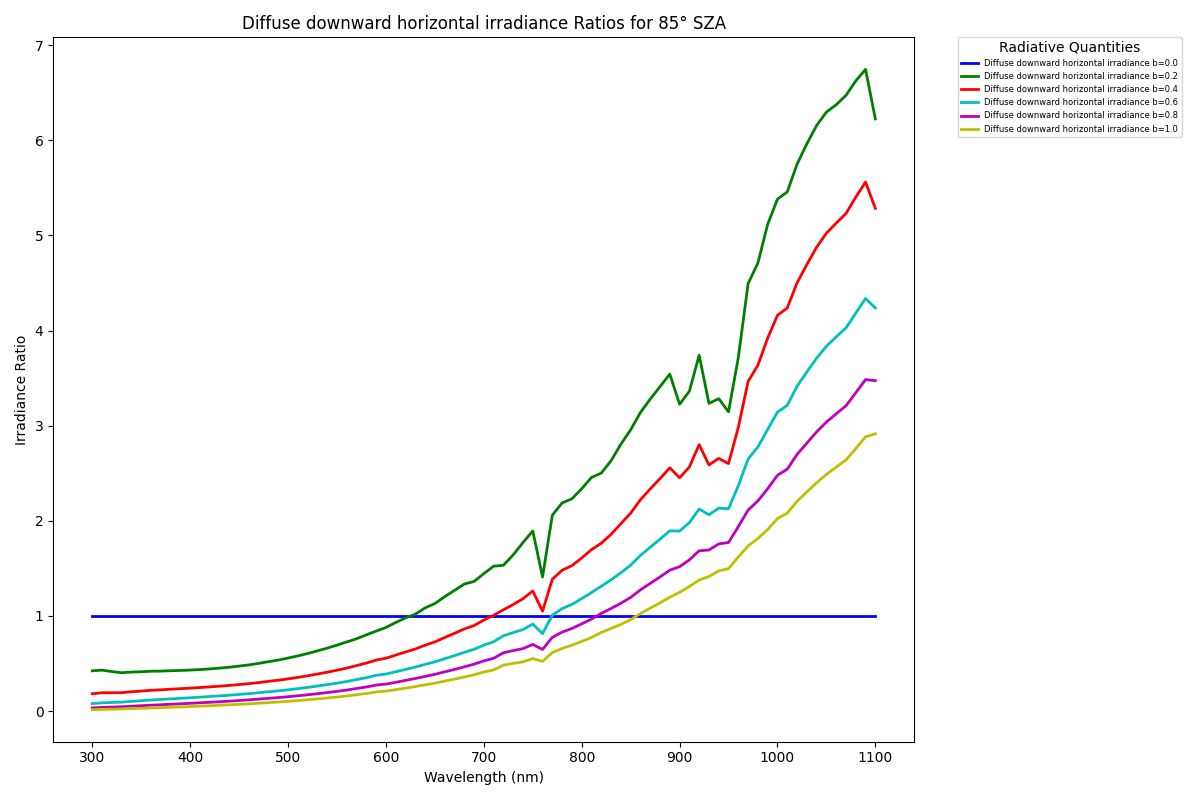 Diffuse downward horizontal irradiance Ratios for 85° SZA
7
6
5
4
3
2
1
0
Irradiance Ratio
300 400 500 600 700 800 900 1000 1100
Wavelength (nm)
Radiative Quantities
Diffuse downward horizontal irradiance b=0.0
Diffuse downward horizontal irradiance b=0.2
Diffuse downward horizontal irradiance b=0.4
Diffuse downward horizontal irradiance b=0.6
Diffuse downward horizontal irradiance b=0.8
Diffuse downward horizontal irradiance b=1.0